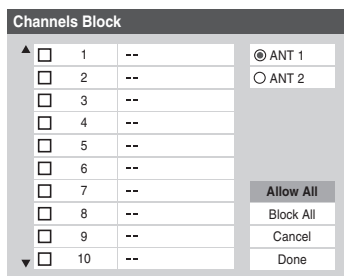 Channels Block
1 --
2 --
3 --
4 --
5 --
6 --
7 --
8 --
9 --
10 --
ANT 1
ANT 2
Allow All
Block All
Cancel
Done